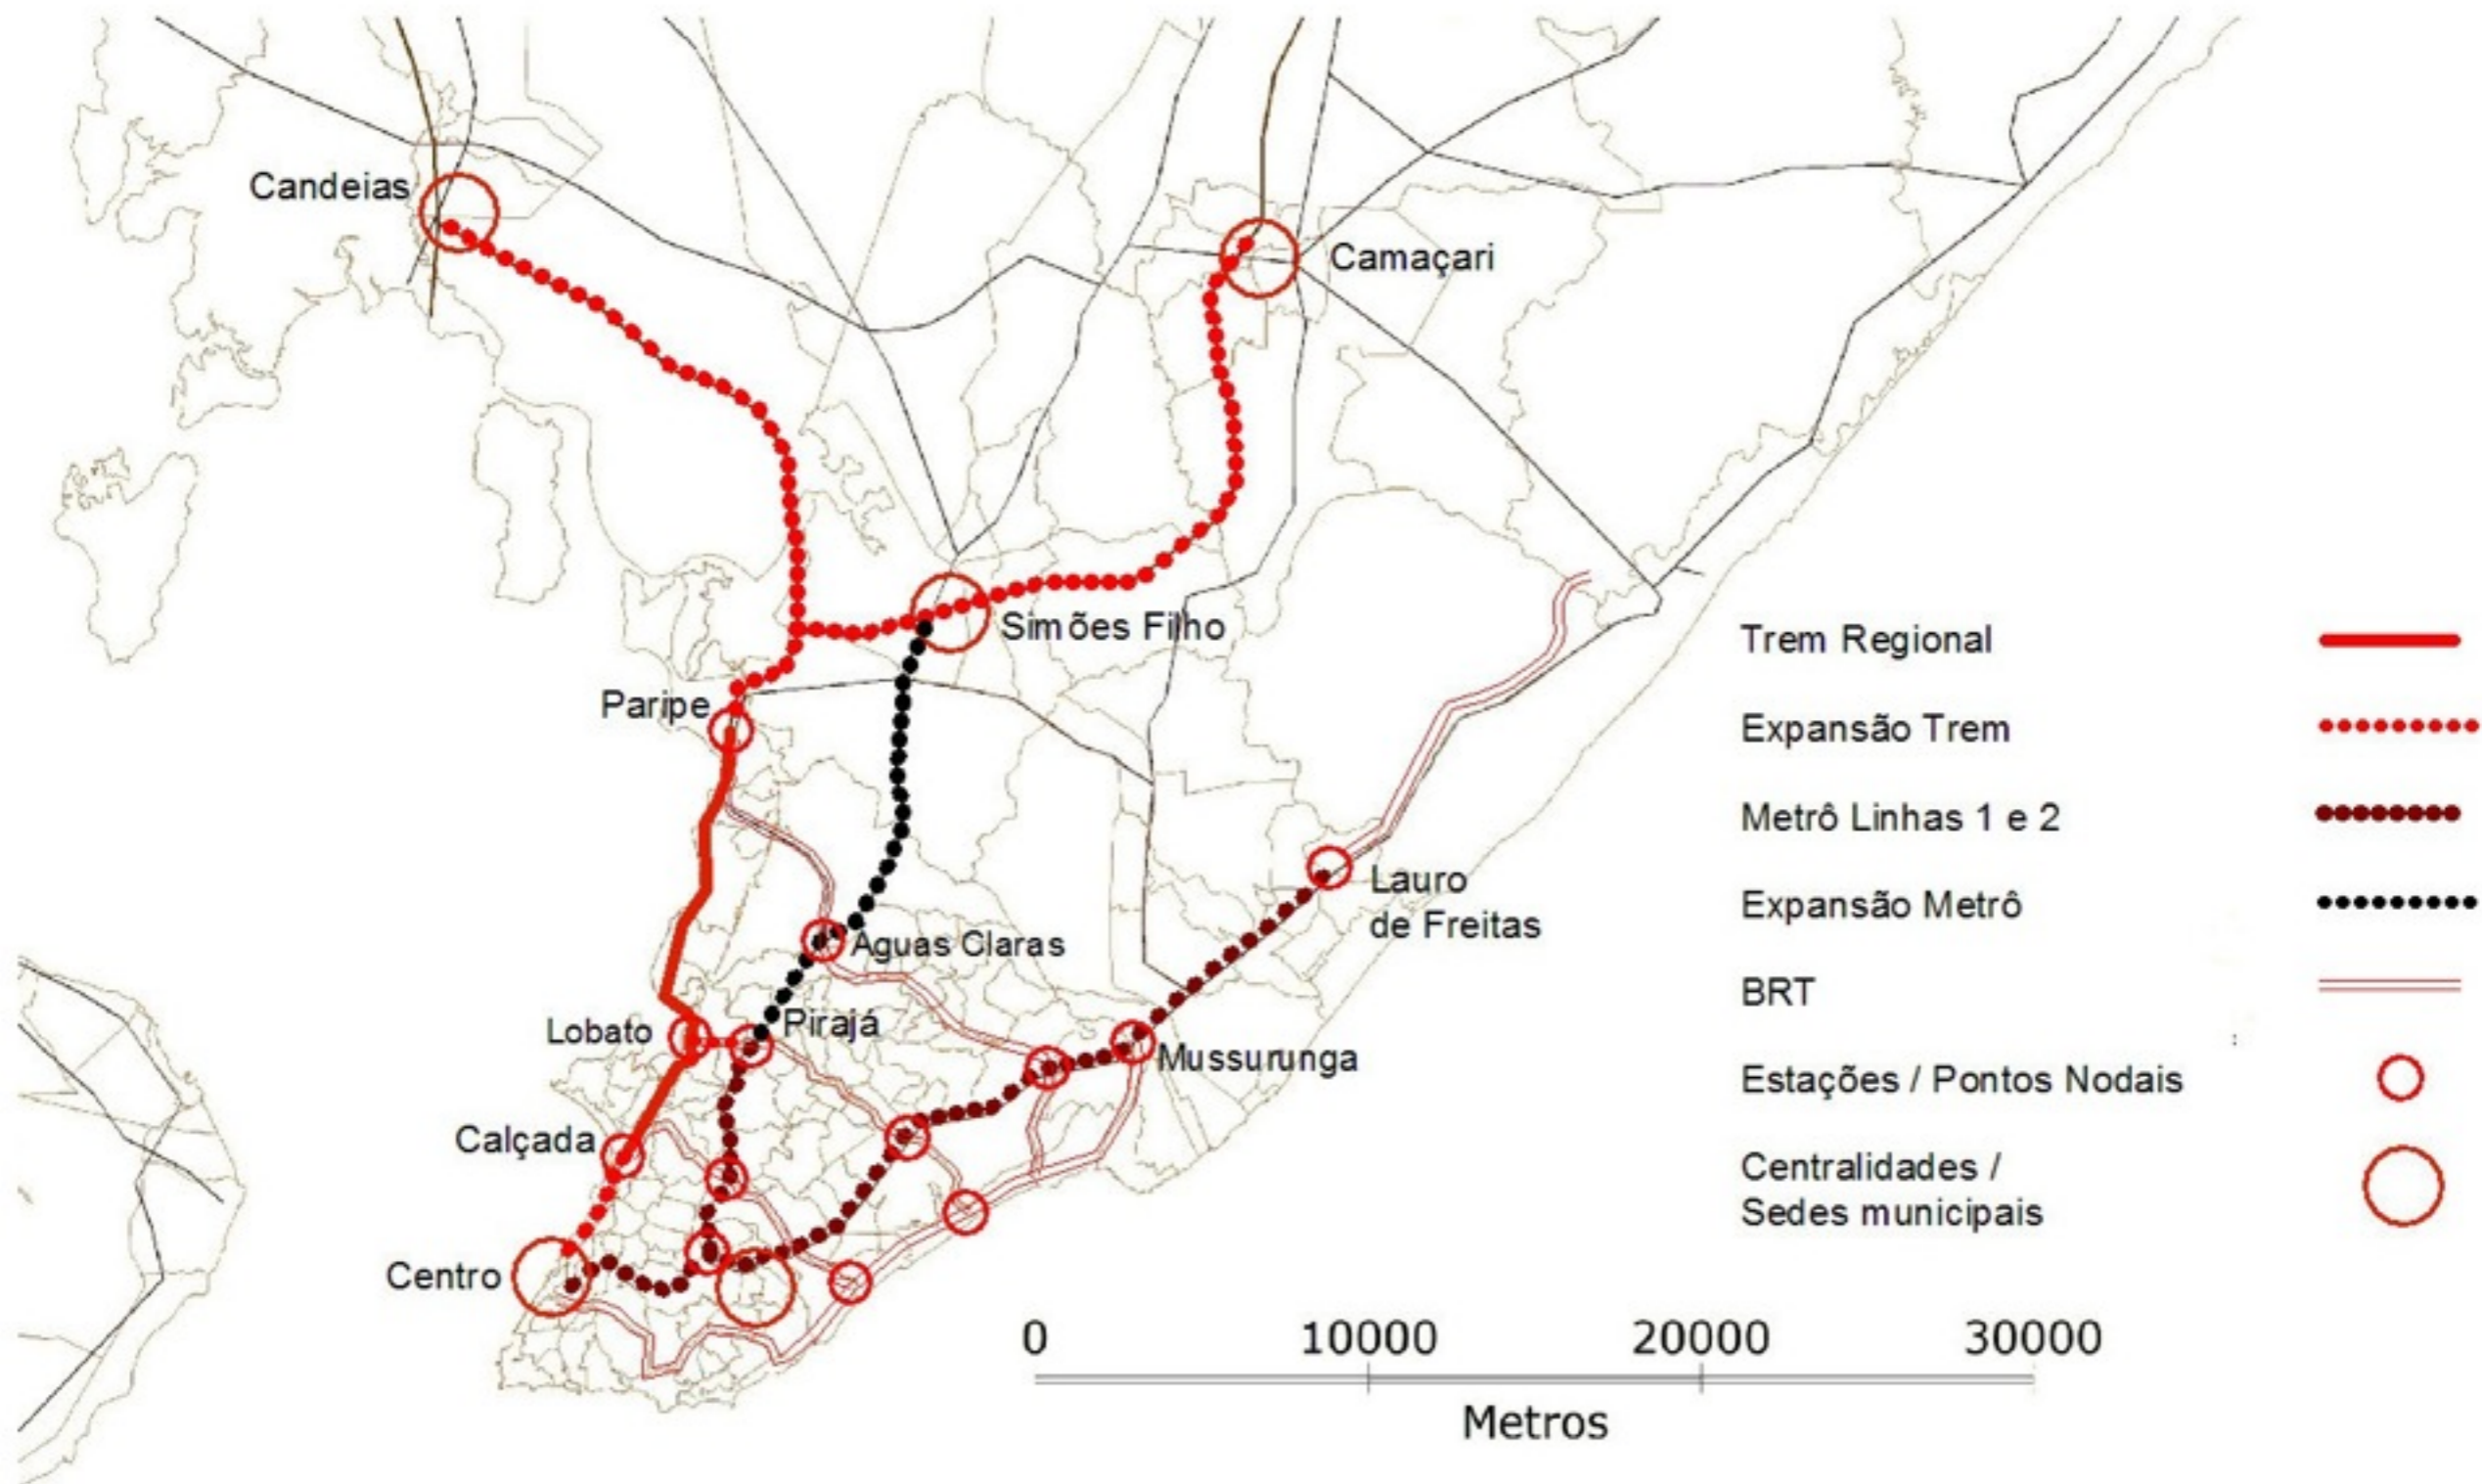 Candeias
Camaçari
Simões Filho
Paripe
Lauro
de Freitas
Aguas Claras
Pirajá
Lobato
Mussurunga
Calçada
Centro
Trem Regional
Expansão Trem
Metrô Linhas 1 e 2
Expansão Metrô
BRT
Estações / Pontos Nodais
Centralidades /
Sedes municipais
0 10000 20000 30000
Metros